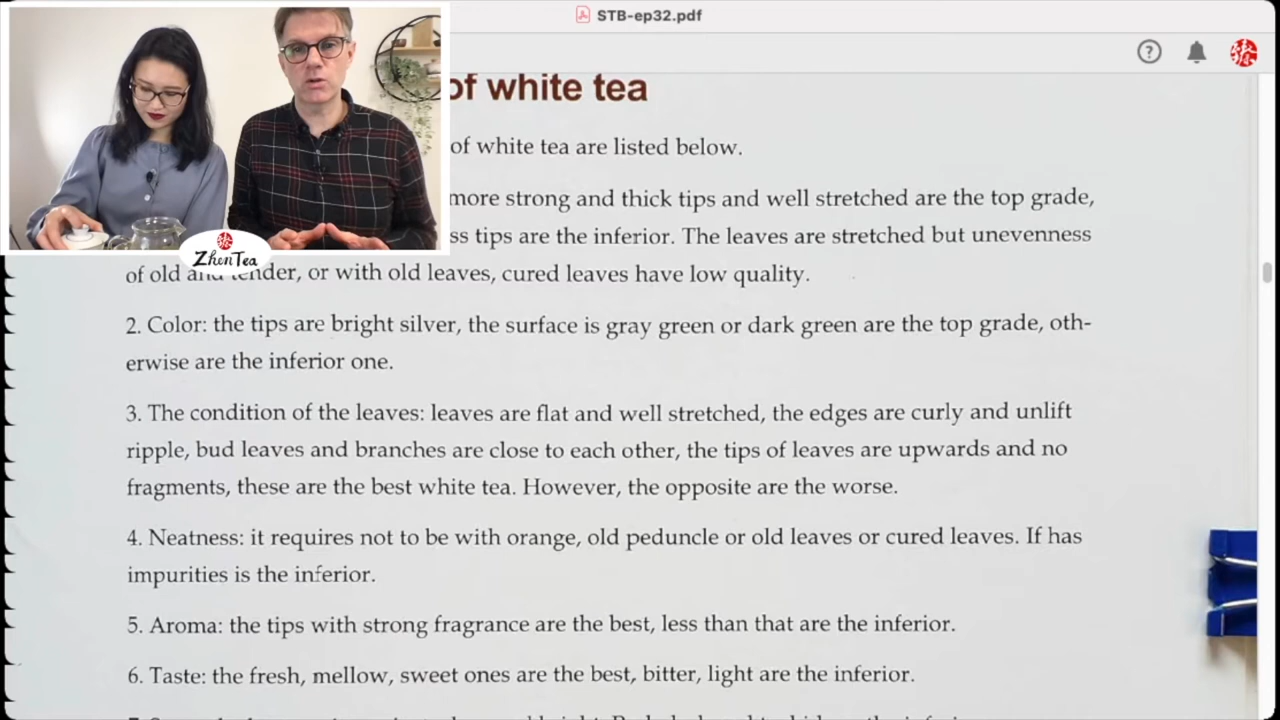 STB-ep32.pdf
of white tea
of white tea are listed below.
more strong and thick tips and well stretched are the top grade,
ss tips are the inferior. The leaves are stretched but unevenness
of old and tender, or with old leaves, cured leaves have low quality.
2. Color: the tips are bright silver, the surface is gray green or dark green are the top grade, oth-
erwise are the inferior one.
3. The condition of the leaves: leaves are flat and well stretched, the edges are curly and unlift
ripple, bud leaves and branches are close to each other, the tips of leaves are upwards and no
fragments, these are the best white tea. However, the opposite are the worse.
4. Neatness: it requires not to be with orange, old peduncle or old leaves or cured leaves. If has
impurities is the inferior.
5. Aroma: the tips with strong fragrance are the best, less than that are the inferior.
6. Taste: the fresh, mellow, sweet ones are the best, bitter, light are the inferior.
ZhenTea